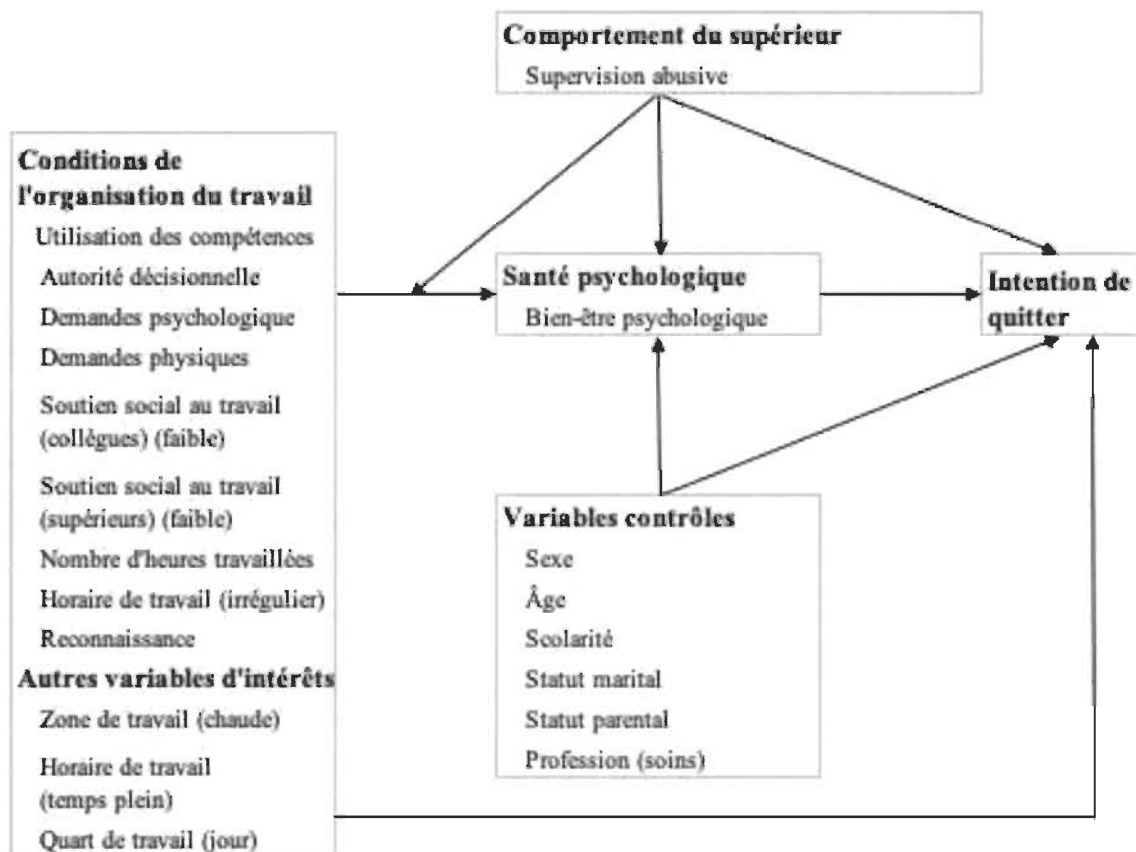 Comportement du supérieur
Supervision abusive
Conditions de
l'organisation du travail
Utilisation des compétences
Autorité décisionnelle
Demandes psychologique
Demandes physiques
Soutien social au travail
(collègues) (faible)
Soutien social au travail
(supérieurs) (faible)
Nombre d'heures travaillées
Horaire de travail (irrégulier)
Reconnaissance
Autres variables d'intérêts
Zone de travail (chaude)
Horaire de travail
(temps plein)
Quart de travail (jour)
Santé psychologique
Bien-être psychologique
Intention de
quitter
Variables contrôles
Sexe
Âge
Scolarité
Statut marital
Statut parental
Profession (soins)